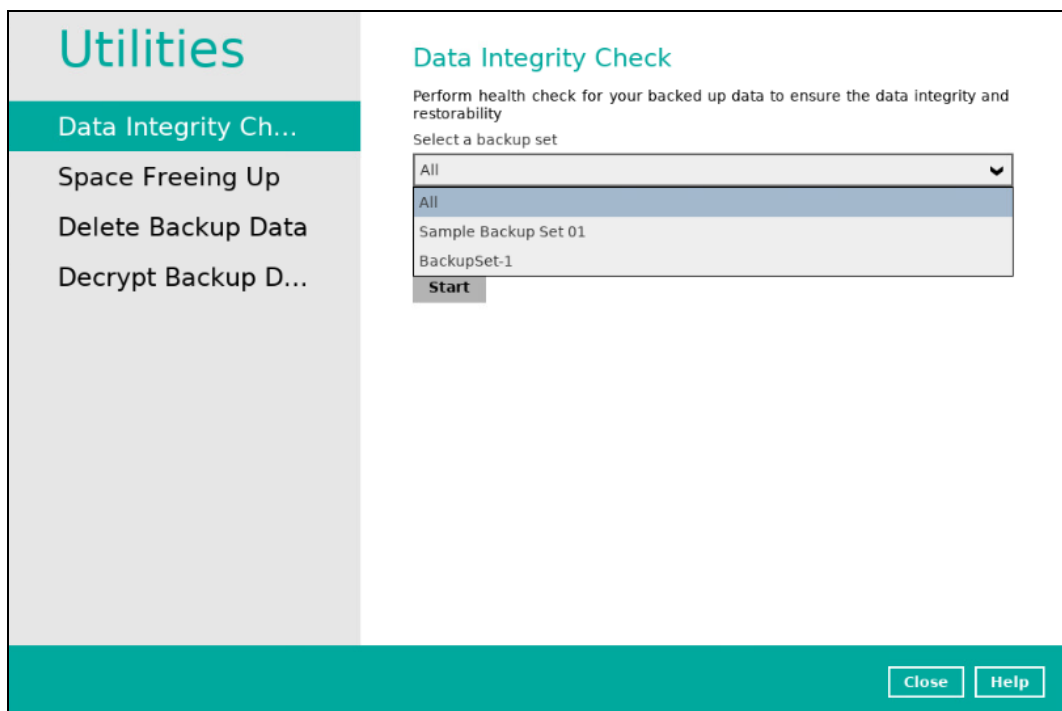 Utilities
Data Integrity Ch...
Space Freeing Up
Delete Backup Data
Decrypt Backup D...
Data Integrity Check
Perform health check for your backed up data to ensure the data integrity and
restorability
Select a backup set
All
All
Sample Backup Set 01
BackupSet-1
Start
Close
Help